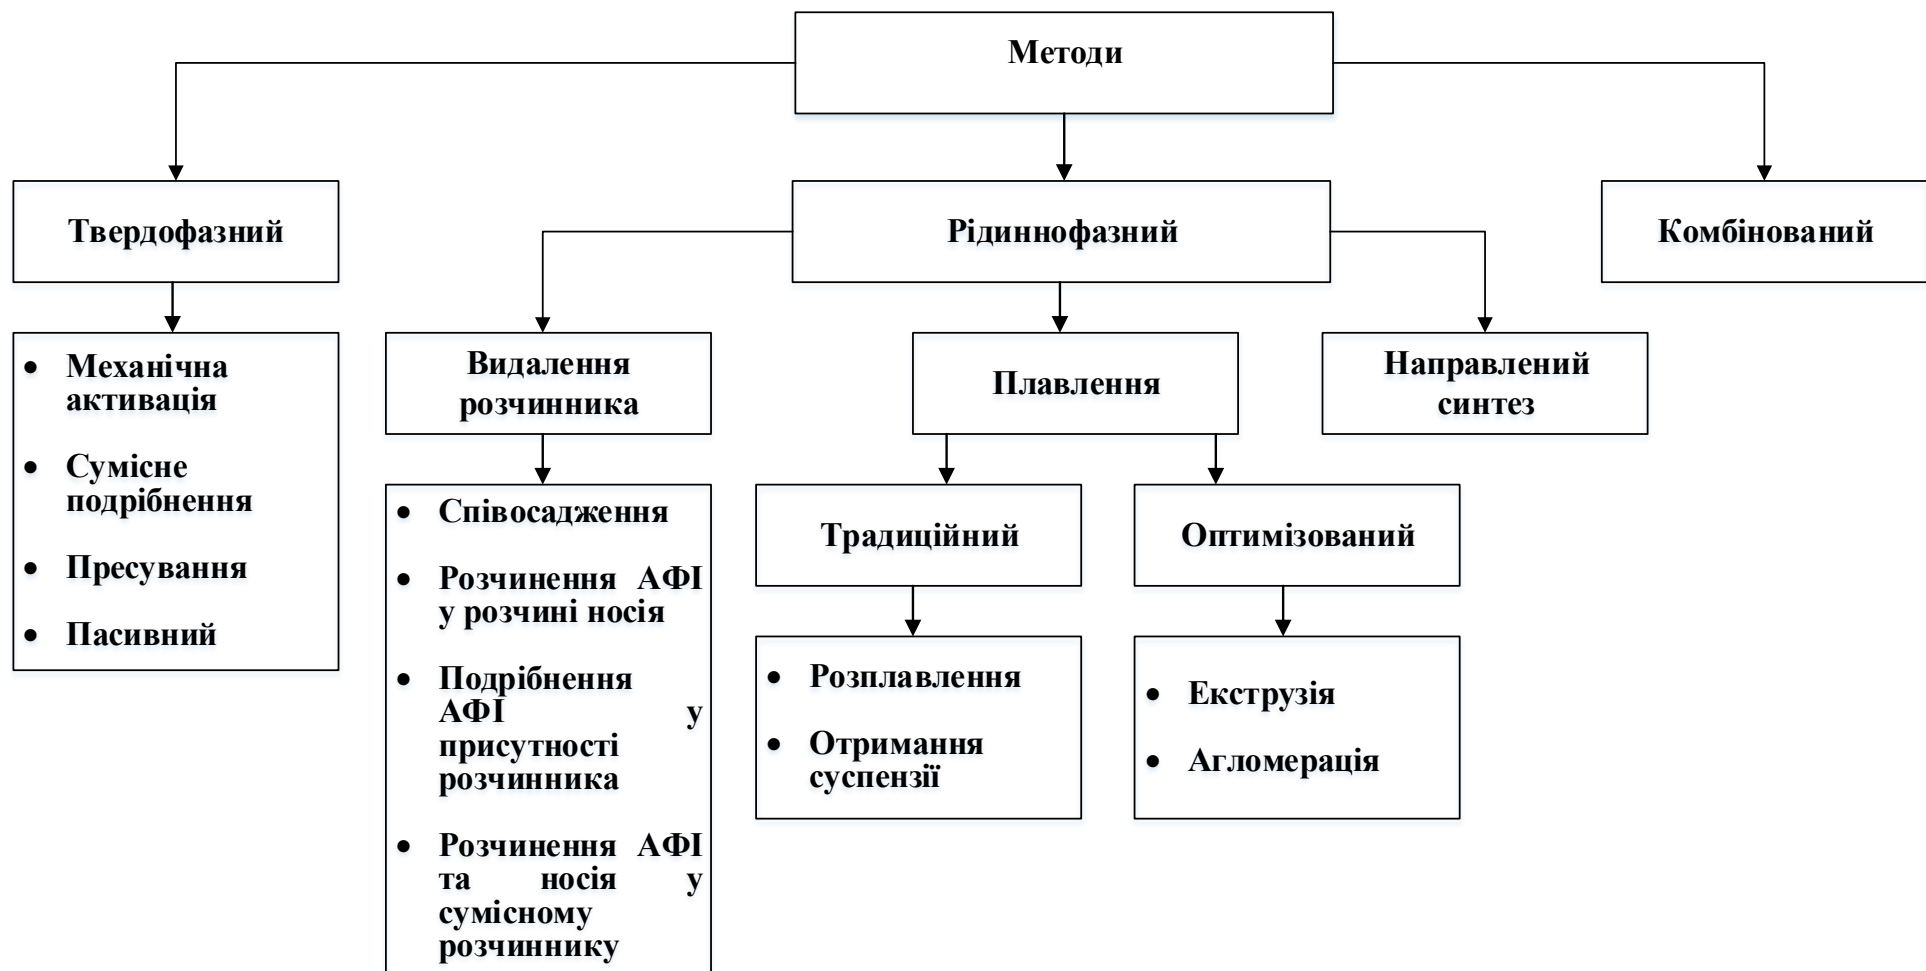 Методи
Твердофазний
Рідиннофазний
Комбінований
• Механічна
активація
• Сумісне
подрібнення
• Пресування
• Пасивний
Видалення
розчинника
Плавлення
Направлений
синтез
• Співосадження
• Розчинення АФІ
у розчині носія
• Подрібнення
АФІ у
присутності
розчинника
• Розчинення АФІ
та носія у
сумісному
розчиннику
Традиційний
Оптимізований
• Розплавлення
• Отримання
суспензії
• Екструзія
• Агломерація